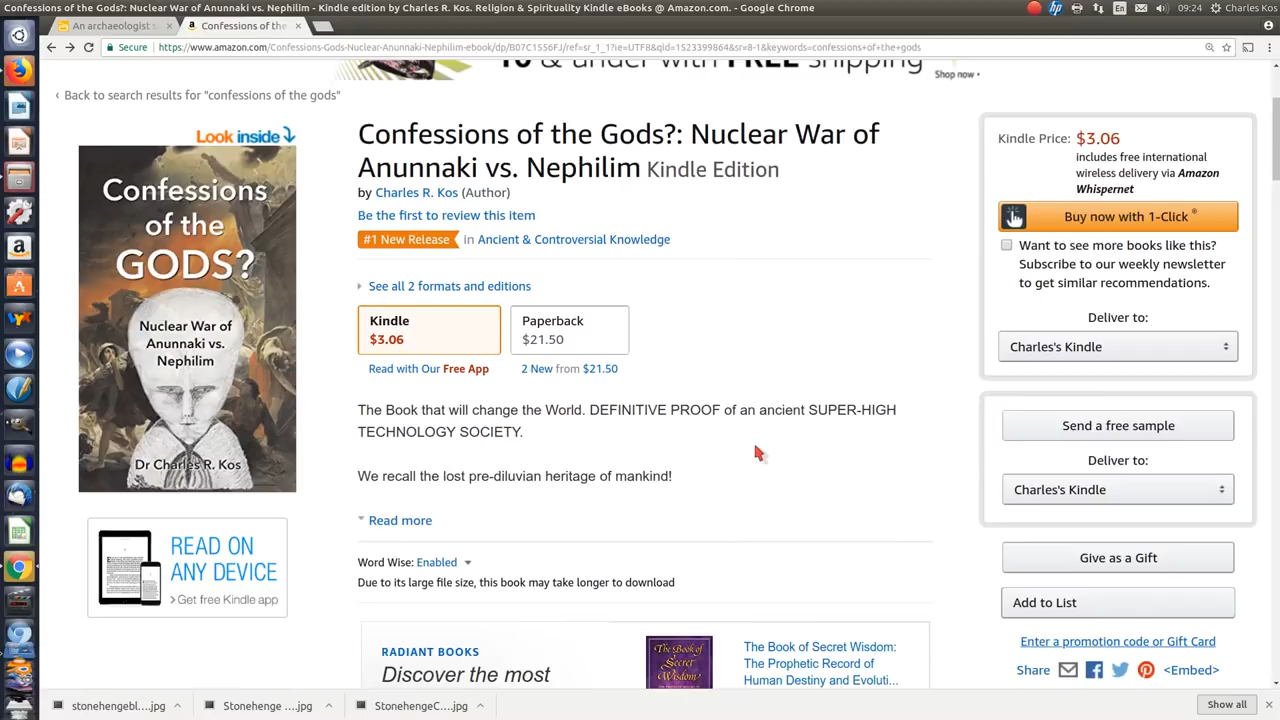 Confessions of the Gods?: Nuclear War of Anunnaki vs. Nephilim - Kindle edition by Charles R. Kos. Religion & Spirituality Kindle eBooks @ Amazon.com. - Google Chrome
En
09:24
Charles Kos
An archaeologist s
Confessions of the
Secure
https://www.amazon.com/Confessions-Gods-Nuclear-Anunnaki-Nephilim-ebook/dp/B07C1556FJ/ref=sr_1_1?ie=UTF8&qid=1523399864&sr=8-1&keywords=confessions+of+the+gods
10 & under with FREE shipping
Shop now ›
‹ Back to search results for "confessions of the gods"
Look inside
Confessions
of the
GODS?
Nuclear War of
Anunnaki vs.
Nephilim
Dr Charles R. Kos
READ ON
ANY DEVICE
› Get free Kindle app
Confessions of the Gods?: Nuclear War of
Anunnaki vs. Nephilim Kindle Edition
by Charles R. Kos (Author)
Be the first to review this item
#1 New Release in Ancient & Controversial Knowledge
See all 2 formats and editions
Kindle
$3.06
Paperback
$21.50
Read with Our Free App
2 New from $21.50
The Book that will change the World. DEFINITIVE PROOF of an ancient SUPER-HIGH
TECHNOLOGY SOCIETY.
We recall the lost pre-diluvian heritage of mankind!
Read more
Word Wise: Enabled
Due to its large file size, this book may take longer to download
RADIANT BOOKS
Discover the most
The Book of
Secret
Wisdom
The Book of Secret Wisdom:
The Prophetic Record of
Human Destiny and Evoluti...
Kindle Price: $3.06
includes free international
wireless delivery via Amazon
Whispernet
Buy now with 1-Click ®
Want to see more books like this?
Subscribe to our weekly newsletter
to get similar recommendations.
Deliver to:
Charles's Kindle
Send a free sample
Deliver to:
Charles's Kindle
Give as a Gift
Add to List
Enter a promotion code or Gift Card
Share
<Embed>
stonehengebl....jpg
Stonehenge ....jpg
StonehengeC....jpg
Show all